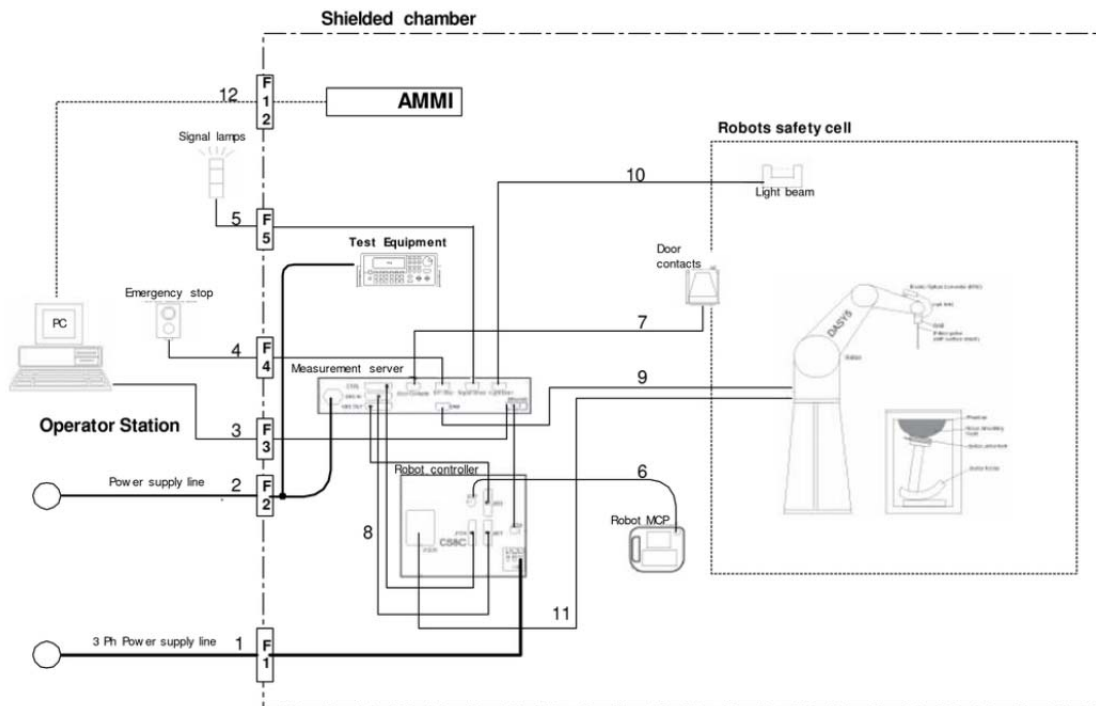 Shielded chamber
12
F
1
2
AMMI
Signal lamps
Robots safety cell
10
Light beam
5
F
5
Test Equipment
Door
contacts
Emergency stop
PC
DASY5
7
4
F
4
Measurement server
9
Operator Station
3
F
3
Robot controller
Power supply line
2
F
2
6
Robot MCP
8
CS8C
11
3 Ph Power supply line
1
F
1